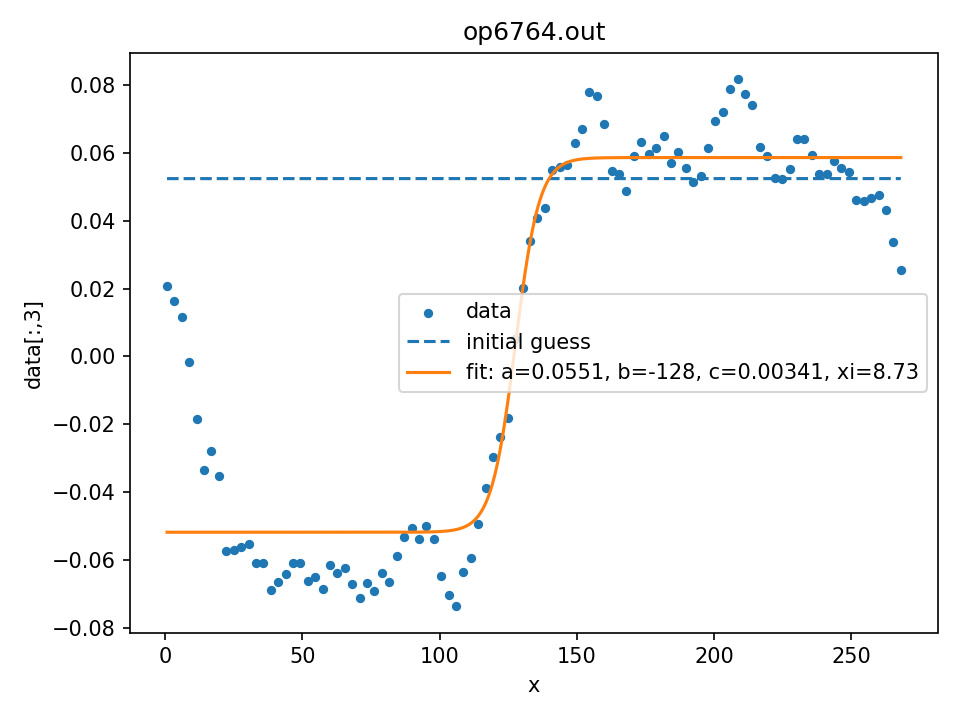 op6764.out
0.08
0.06
0.04
0.02
0.00
−0.02
−0.04
−0.06
−0.08
data[:,3]
data
initial guess
fit: a=0.0551, b=-128, c=0.00341, xi=8.73
0 50 100 150 200 250
x